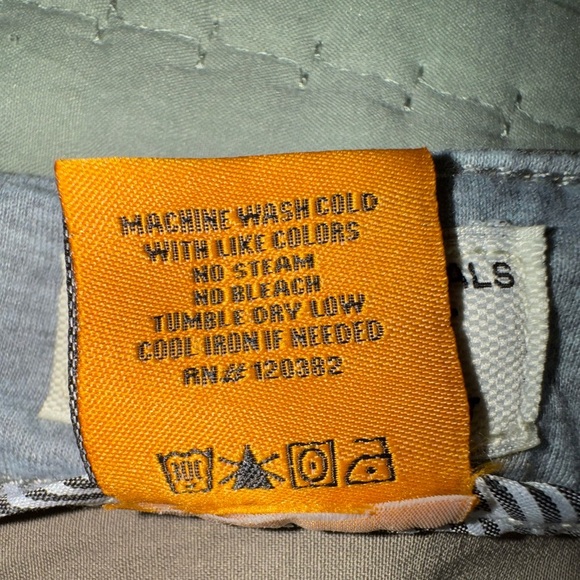 MACHINE WASH COLD
WITH LIKE COLORS
NO STEAM
NO BLEACH
TUMBLE DRY LOW
COOL IRON IF NEEDED
RN# 120382
ALS